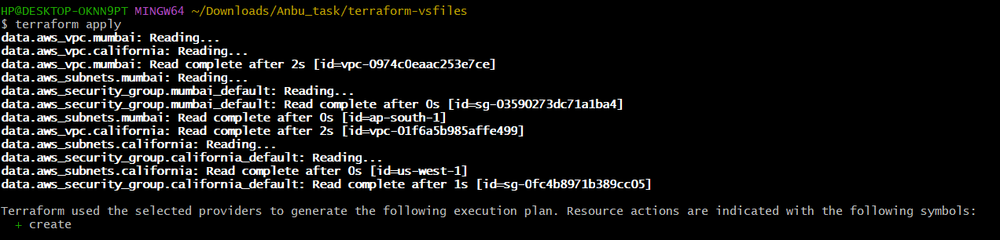 HP@DESKTOP-OKNN9PT MINGW64 ~/Downloads/Anbu_task/terraform-vsfiles
$ terraform apply
data.aws_vpc.mumbai: Reading...
data.aws_vpc.california: Reading...
data.aws_vpc.mumbai: Read complete after 2s [id=vpc-0974c0eaac253e7ce]
data.aws_subnets.mumbai: Reading...
data.aws_security_group.mumbai_default: Reading...
data.aws_security_group.mumbai_default: Read complete after 0s [id=sg-03590273dc71a1ba4]
data.aws_subnets.mumbai: Read complete after 0s [id=ap-south-1]
data.aws_vpc.california: Read complete after 2s [id=vpc-01f6a5b985affe499]
data.aws_subnets.california: Reading...
data.aws_security_group.california_default: Reading...
data.aws_subnets.california: Read complete after 0s [id=us-west-1]
data.aws_security_group.california_default: Read complete after 1s [id=sg-0fc4b8971b389cc05]
Terraform used the selected providers to generate the following execution plan. Resource actions are indicated with the following symbols:
+ create